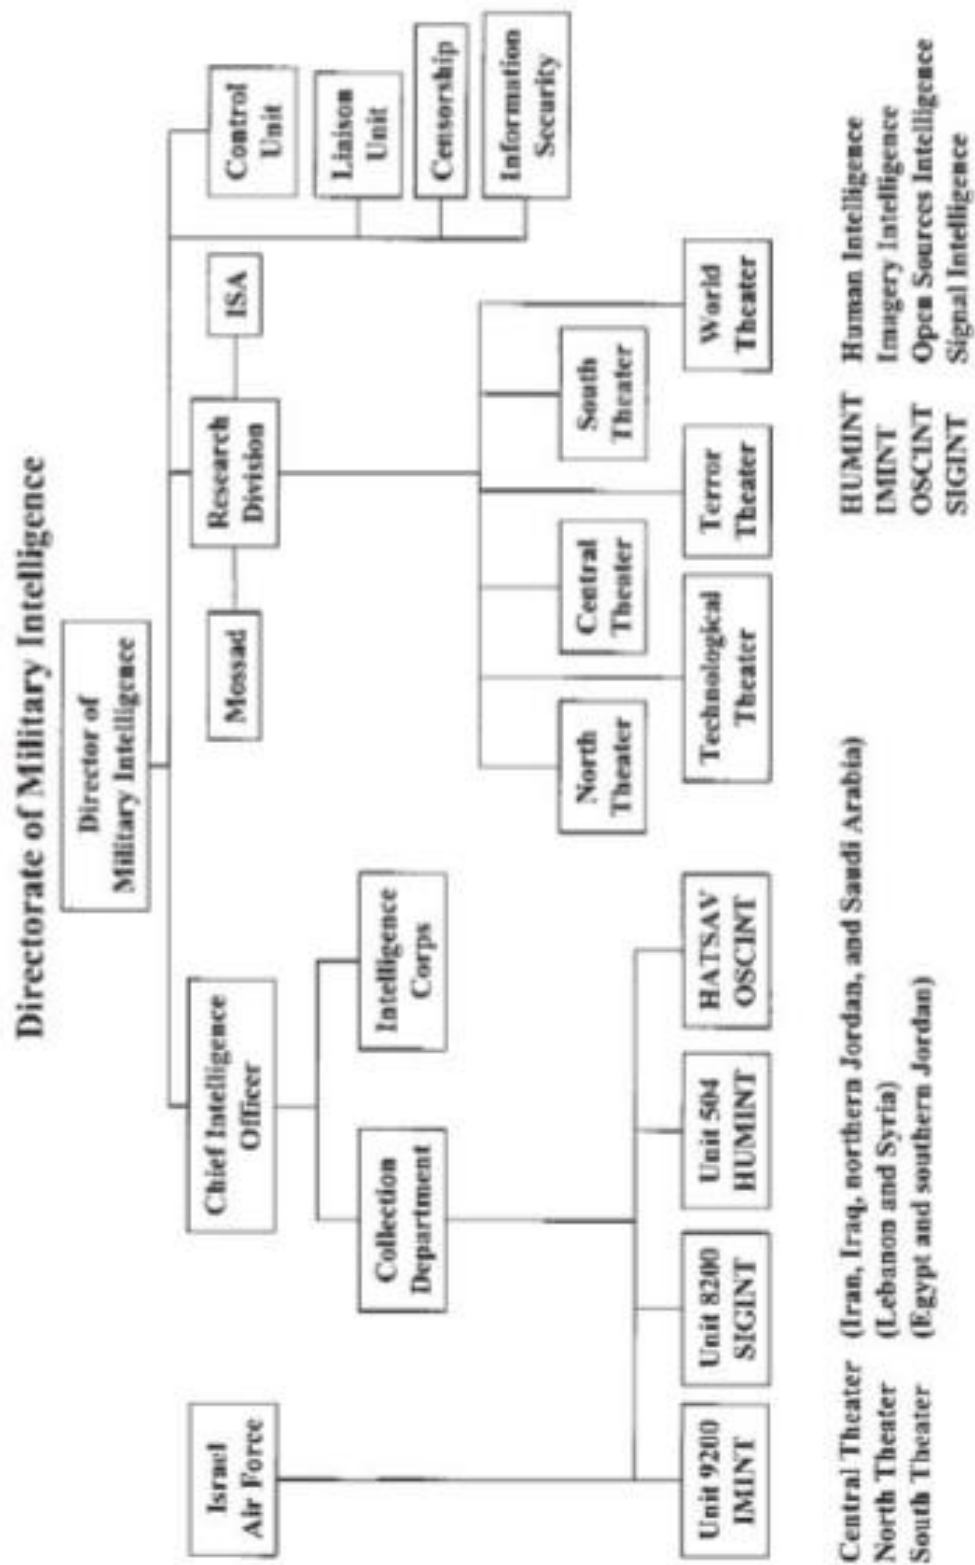 Directorate of Military Intelligence
Director of
Military Intelligence
Israel
Air Force
Chief Intelligence
Officer
Mossad
Research
Division
ISA
Control
Unit
Liaison
Unit
Censorship
Information
Security
Collection
Department
Intelligence
Corps
North
Theater
Central
Theater
South
Theater
Unit 9200
IMINT
Unit 8200
SIGINT
Unit 504
HUMINT
HATSAV
OSCINT
Technological
Theater
Terror
Theater
World
Theater
Central Theater (Iran, Iraq, northern Jordan, and Saudi Arabia)
North Theater (Lebanon and Syria)
South Theater (Egypt and southern Jordan)
HUMINT Human Intelligence
IMINT Imagery Intelligence
OSCINT Open Sources Intelligence
SIGINT Signal Intelligence